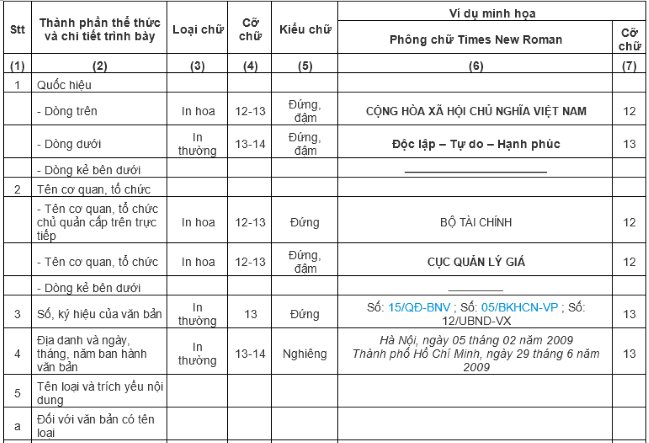 Stt
Thành phần thể thức
và chi tiết trình bày
Loại chữ
Cỡ
chữ
Kiểu chữ
Ví dụ minh họa
Phông chữ Times New Roman
Cỡ
chữ
(1) (2) (3) (4) (5) (6) (7)
1 Quốc hiệu
- Dòng trên In hoa 12-13 Đứng,
đậm
CỘNG HÒA XÃ HỘI CHỦ NGHĨA VIỆT NAM 12
- Dòng dưới In
thường
13-14 Đứng,
đậm
Độc lập – Tự do – Hạnh phúc 13
- Dòng kẻ bên dưới
2 Tên cơ quan, tổ chức
- Tên cơ quan, tổ chức
chủ quản cấp trên trực
tiếp
In hoa 12-13 Đứng BỘ TÀI CHÍNH 12
- Tên cơ quan, tổ chức In hoa 12-13 Đứng,
đậm
CỤC QUẢN LÝ GIÁ 12
- Dòng kẻ bên dưới
3 Số, ký hiệu của văn bản In
thường
13 Đứng Số: 15/QĐ-BNV ; Số: 05/BKHCN-VP ; Số:
12/UBND-VX
13
4 Địa danh và ngày,
tháng, năm ban hành
văn bản
In
thường
13-14 Nghiêng Hà Nội, ngày 05 tháng 02 năm 2009
Thành phố Hồ Chí Minh, ngày 29 tháng 6 năm
2009
13
5 Tên loại và trích yếu nội
dung
a Đối với văn bản có tên
loại